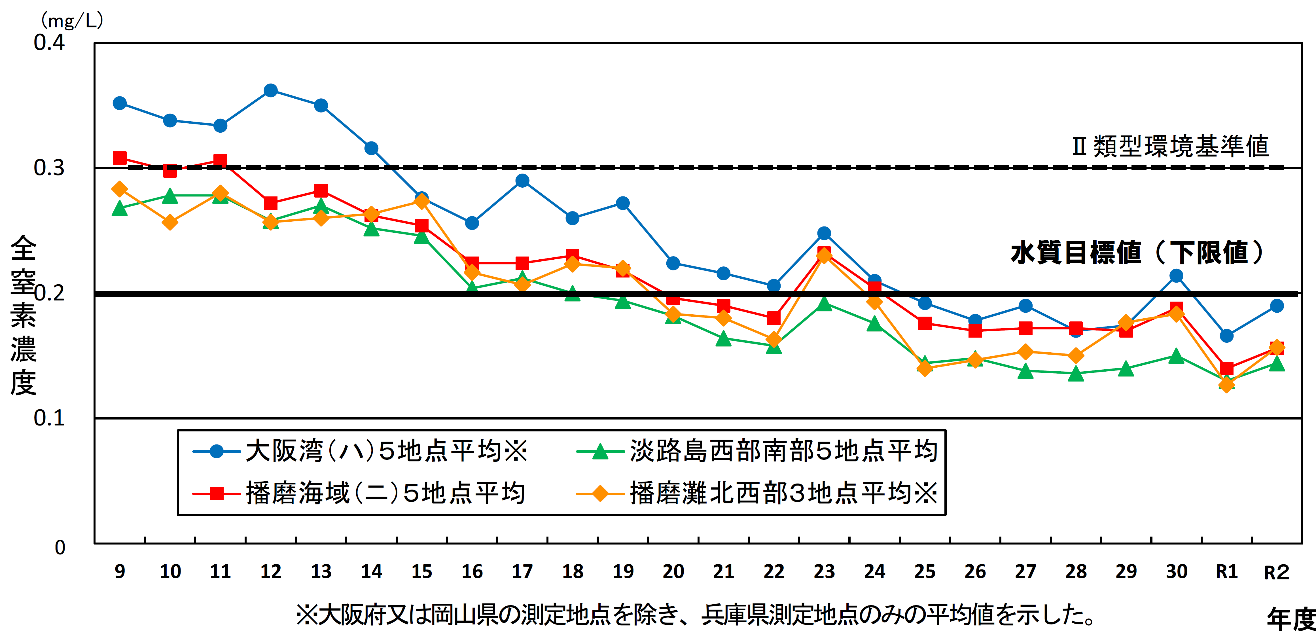 (mg/L)
0.4
0.3
0.2
0.1
0
全窒素濃度
Ⅱ類型環境基準値
水質目標値（下限値）
大阪湾(ハ)5地点平均※
淡路島西部南部5地点平均
播磨海域(ニ)5地点平均
播磨灘北西部3地点平均※
9 10 11 12 13 14 15 16 17 18 19 20 21 22 23 24 25 26 27 28 29 30 R1 R2
※大阪府又は岡山県の測定地点を除き、兵庫県測定地点のみの平均値を示した。
年度